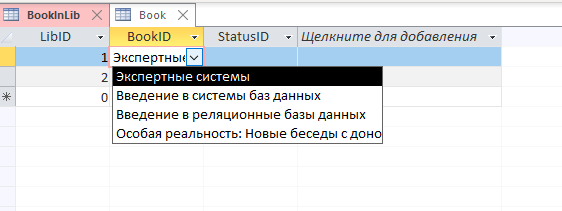 BookInLib Book
LibID BookID StatusID Щелкните для добавления
1 Экспертные
Экспертные системы
2
Введение в системы баз данных
0
Введение в реляционные базы данных
Особая реальность: Новые беседы с доно